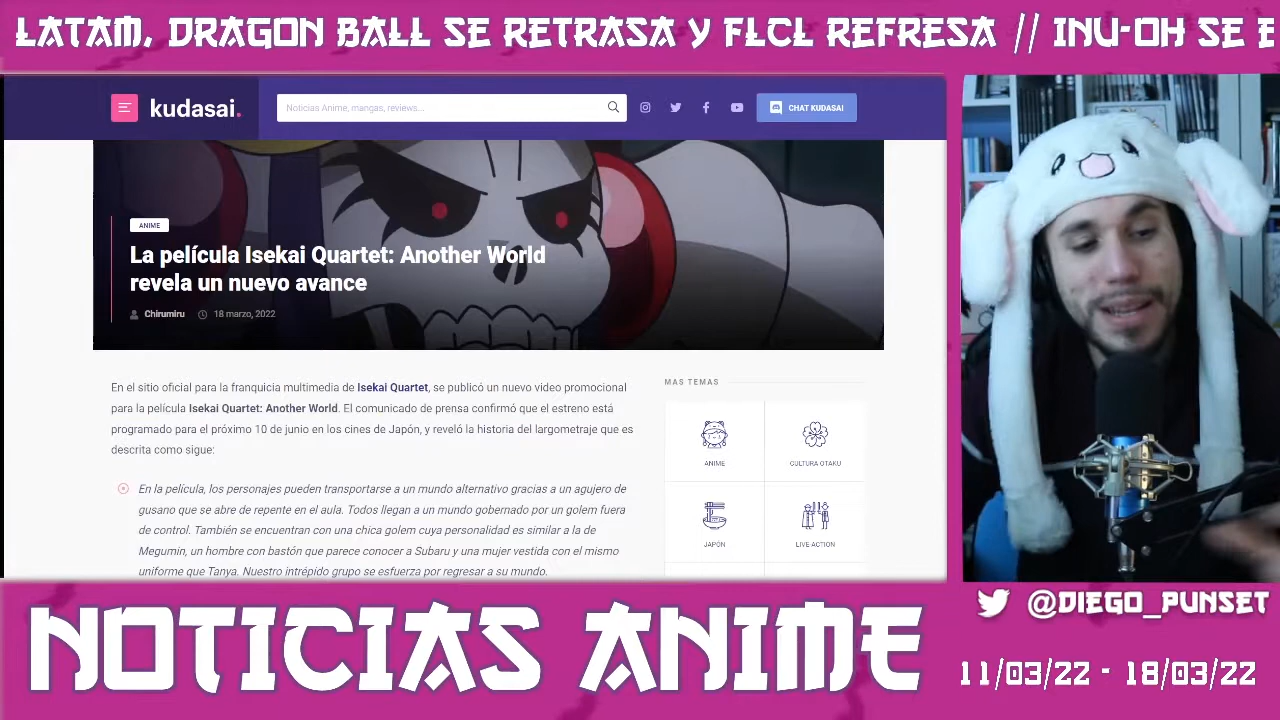 LATAM, DRAGON BALL SE RETRASA Y FLCL REFRESA // INU-OH SE E
kudasai.
Noticias Anime, mangas, reviews...
CHAT KUDASAI
ANIME
La película Isekai Quartet: Another World
revela un nuevo avance
Chirumiru 18 marzo, 2022
En el sitio oficial para la franquicia multimedia de Isekai Quartet, se publicó un nuevo video promocional
para la película Isekai Quartet: Another World. El comunicado de prensa confirmó que el estreno está
programado para el próximo 10 de junio en los cines de Japón, y reveló la historia del largometraje que es
descrita como sigue:
En la película, los personajes pueden transportarse a un mundo alternativo gracias a un agujero de
gusano que se abre de repente en el aula. Todos llegan a un mundo gobernado por un golem fuera
de control. También se encuentran con una chica golem cuya personalidad es similar a la de
Megumin, un hombre con bastón que parece conocer a Subaru y una mujer vestida con el mismo
uniforme que Tanya. Nuestro intrépido grupo se esfuerza por regresar a su mundo.
MAS TEMAS
ANIME
CULTURA OTAKU
JAPÓN
LIVE ACTION
NOTICIAS ANIME
@DIEGO_PUNSET
11/03/22 - 18/03/22